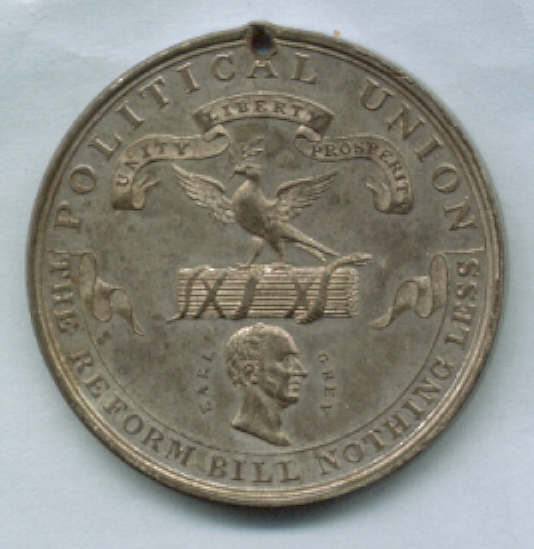 POLITICAL UNION
UNITY LIBERTY PROSPERITY
EARL GREY
THE REFORM BILL NOTHING LESS